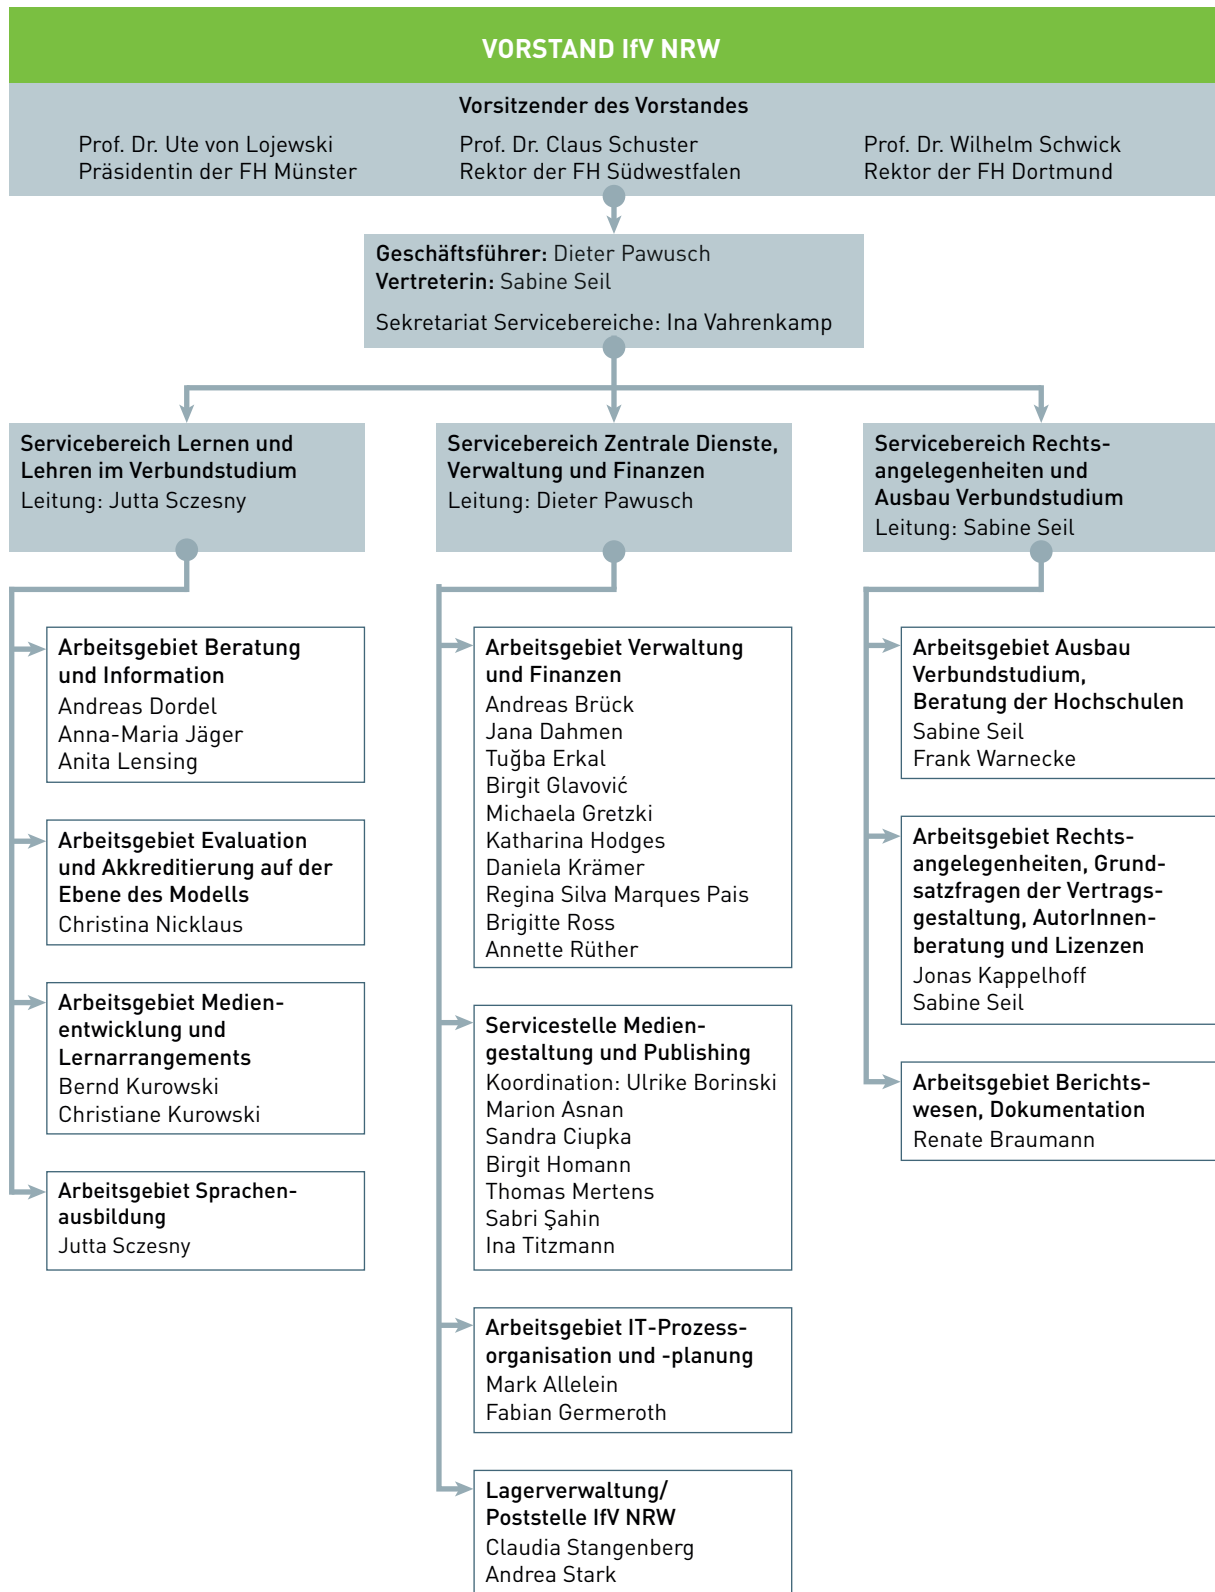 VORSTAND IfV NRW
Vorsitzender des Vorstandes
Prof. Dr. Ute von Lojewski
Präsidentin der FH Münster
Prof. Dr. Claus Schuster
Rektor der FH Südwestfalen
Prof. Dr. Wilhelm Schwick
Rektor der FH Dortmund
Geschäftsführer: Dieter Pawusch
Vertreterin: Sabine Seil
Sekretariat Servicebereiche: Ina Vahrenkamp
Servicebereich Lernen und
Lehren im Verbundstudium
Leitung: Jutta Sczesny
Arbeitsgebiet Beratung
und Information
Andreas Dordel
Anna-Maria Jäger
Anita Lensing
Arbeitsgebiet Evaluation
und Akkreditierung auf der
Ebene des Modells
Christina Nicklaus
Arbeitsgebiet Medien-
entwicklung und
Lernarrangements
Bernd Kurowski
Christiane Kurowski
Arbeitsgebiet Sprachen-
ausbildung
Jutta Sczesny
Servicebereich Zentrale Dienste,
Verwaltung und Finanzen
Leitung: Dieter Pawusch
Arbeitsgebiet Verwaltung
und Finanzen
Andreas Brück
Jana Dahmen
Tuğba Erkal
Birgit Glavović
Michaela Gretzki
Katharina Hodges
Daniela Krämer
Regina Silva Marques Pais
Brigitte Ross
Annette Rüther
Servicestelle Medien-
gestaltung und Publishing
Koordination: Ulrike Borinski
Marion Asnan
Sandra Ciupka
Birgit Homann
Thomas Mertens
Sabri Şahin
Ina Titzmann
Arbeitsgebiet IT-Prozess-
organisation und -planung
Mark Allelein
Fabian Germeroth
Lagerverwaltung/
Poststelle IfV NRW
Claudia Stangenberg
Andrea Stark
Servicebereich Rechts-
angelegenheiten und
Ausbau Verbundstudium
Leitung: Sabine Seil
Arbeitsgebiet Ausbau
Verbundstudium,
Beratung der Hochschulen
Sabine Seil
Frank Warnecke
Arbeitsgebiet Rechts-
angelegenheiten, Grund-
satzfragen der Vertrags-
gestaltung, AutorInnen-
beratung und Lizenzen
Jonas Kappelhoff
Sabine Seil
Arbeitsgebiet Berichts-
wesen, Dokumentation
Renate Braumann